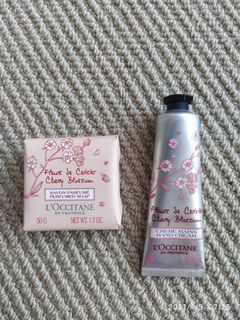 Fleurs de Cerisier
Cherry Blossom
SAVON PARFUMÉ
PERFUMED SOAP
L'OCCITANE
EN PROVENCE
50 G
NET WT. 1.7 OZ.
Fleurs de Cerisier
Cherry Blossom
CRÈME MAINS
HAND CREAM
L'OCCITANE
EN PROVENCE